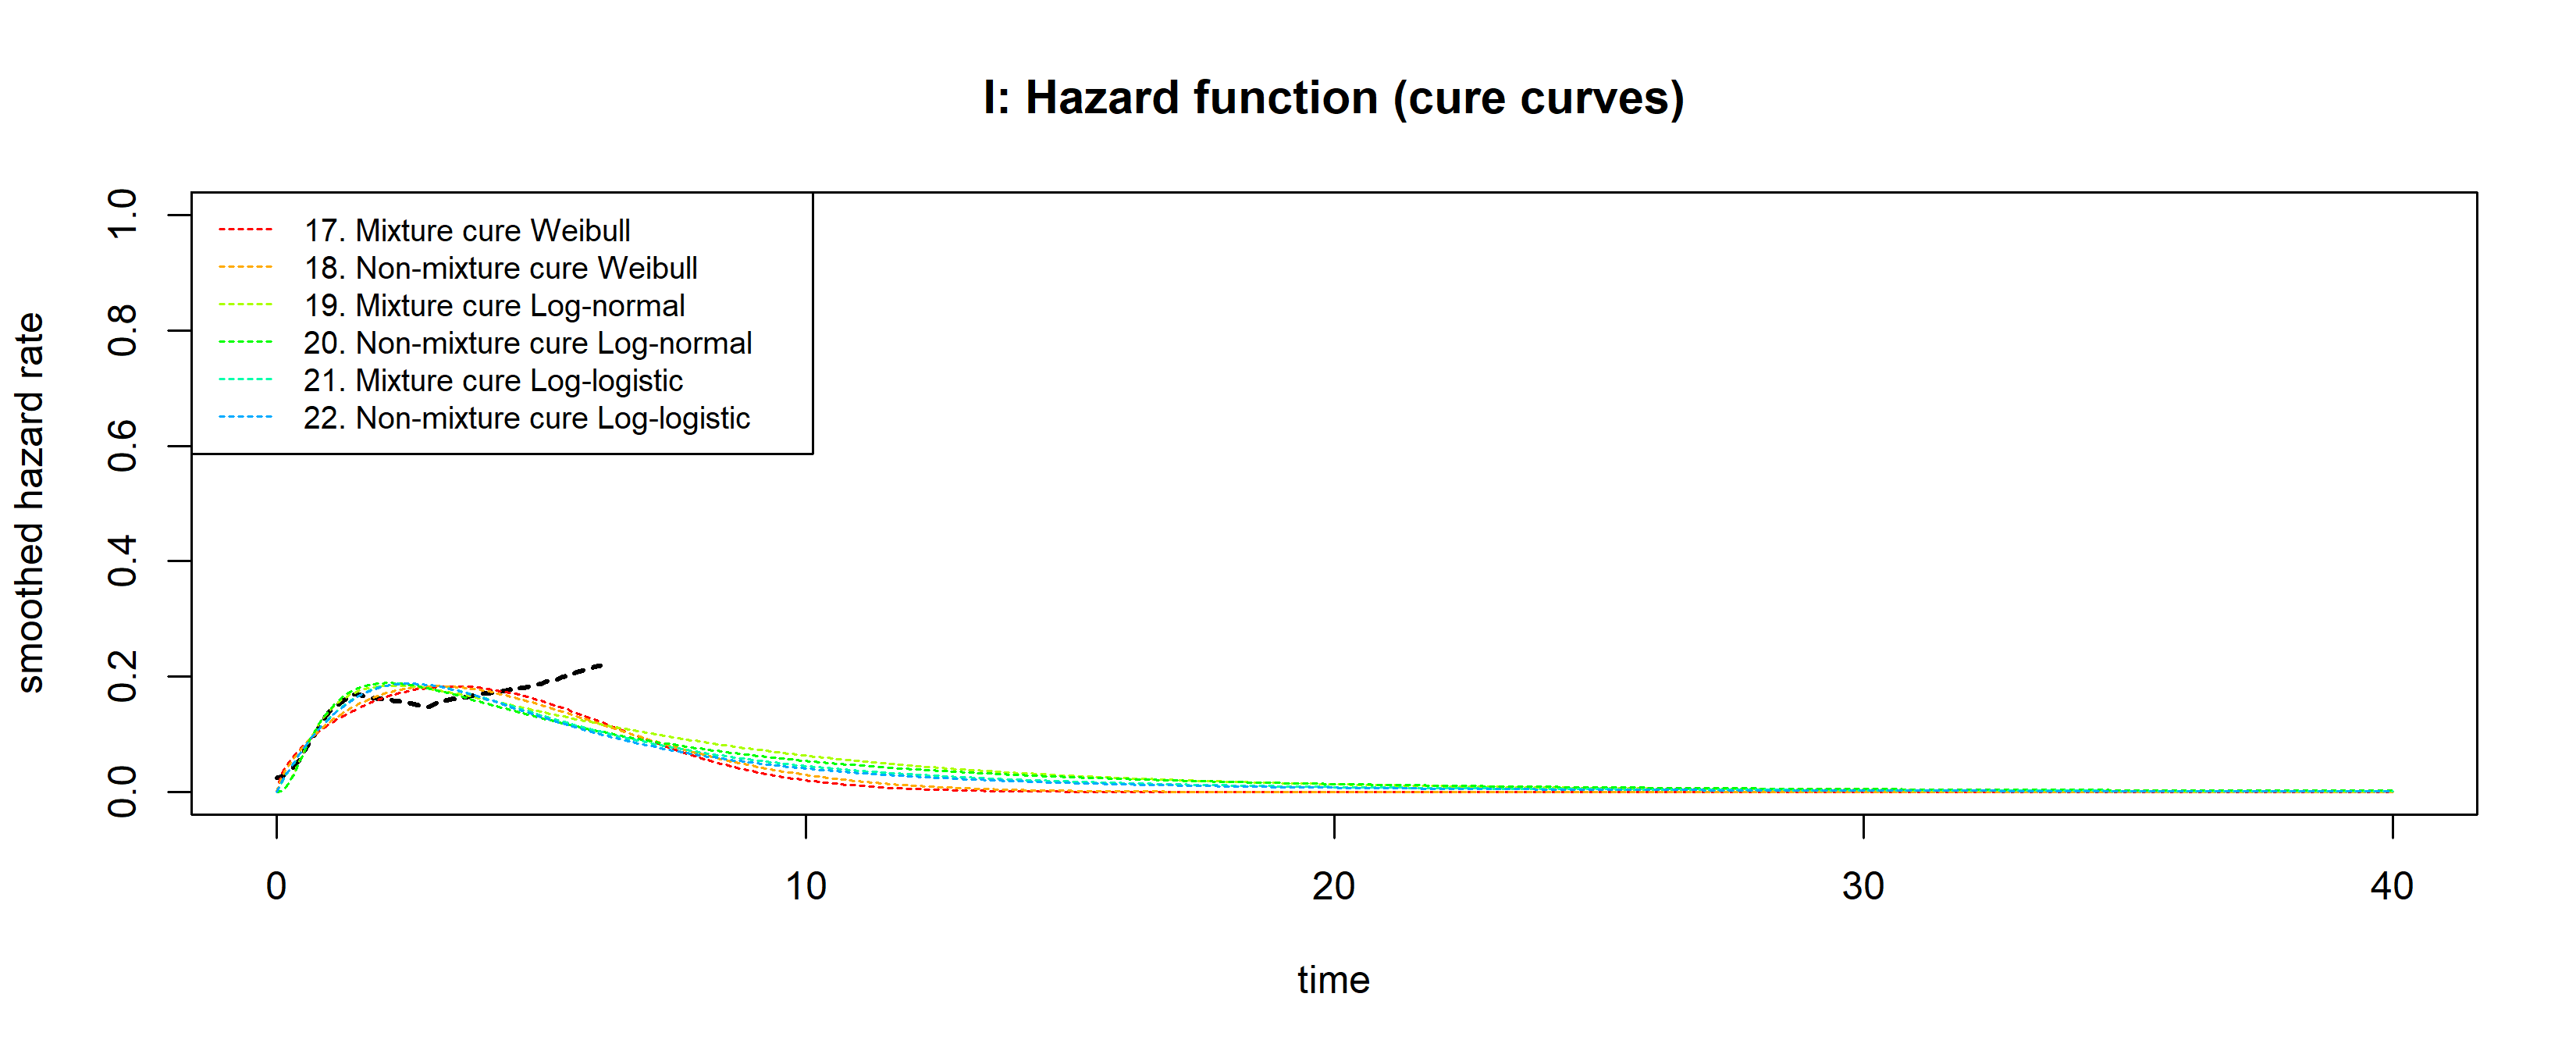 I: Hazard function (cure curves)
17. Mixture cure Weibull
18. Non-mixture cure Weibull
19. Mixture cure Log-normal
20. Non-mixture cure Log-normal
21. Mixture cure Log-logistic
22. Non-mixture cure Log-logistic
smoothed hazard rate
1.0
0.8
0.6
0.4
0.2
0.0
0 10 20 30 40
time